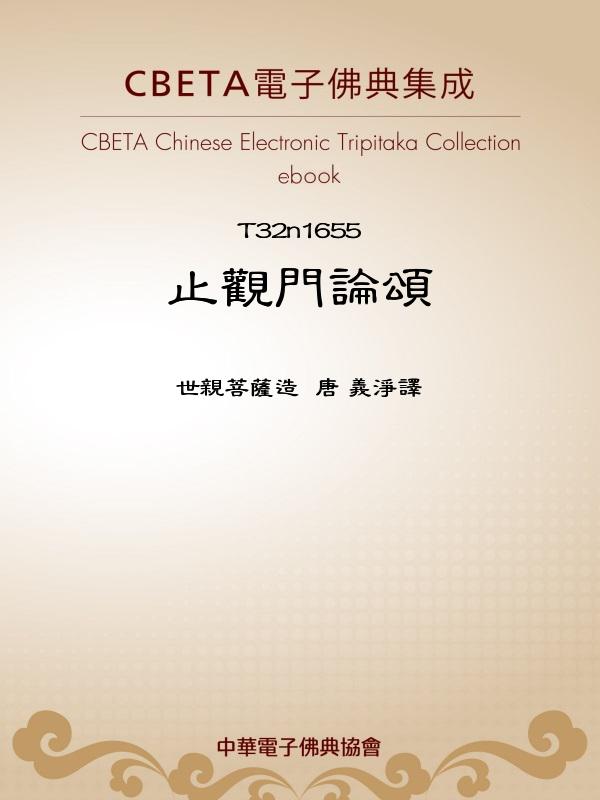 CBETA電子佛典集成
CBETA Chinese Electronic Tripitaka Collection
ebook
T32n1655
止觀門論頌
世親菩薩造 唐 義淨譯
中華電子佛典協會